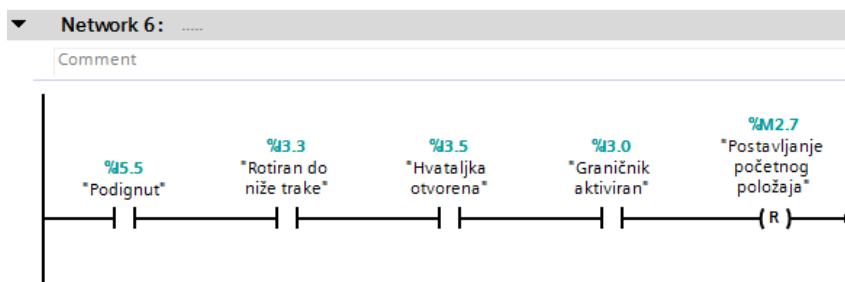 Network 6: .....
Comment
%I5.5
"Podignut"
%I3.3
"Rotiran do
niže trake"
%I3.5
"Hvataljka
otvorena"
%I3.0
"Graničnik
aktiviran"
%M2.7
"Postavljanje
početnog
položaja"
R